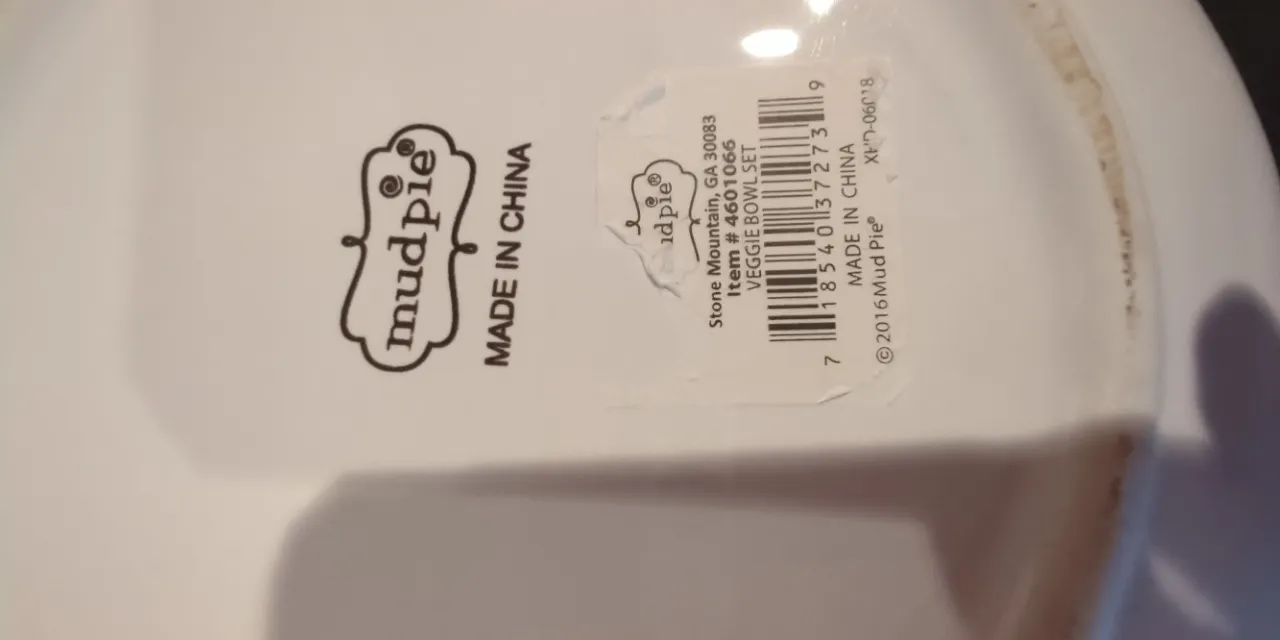 mudpie®
MADE IN CHINA
udpie®
Stone Mountain, GA 30083
Item # 4601066
VEGGIE BOWL SET
7 18540 37273 9
MADE IN CHINA
©2016 Mud Pie®